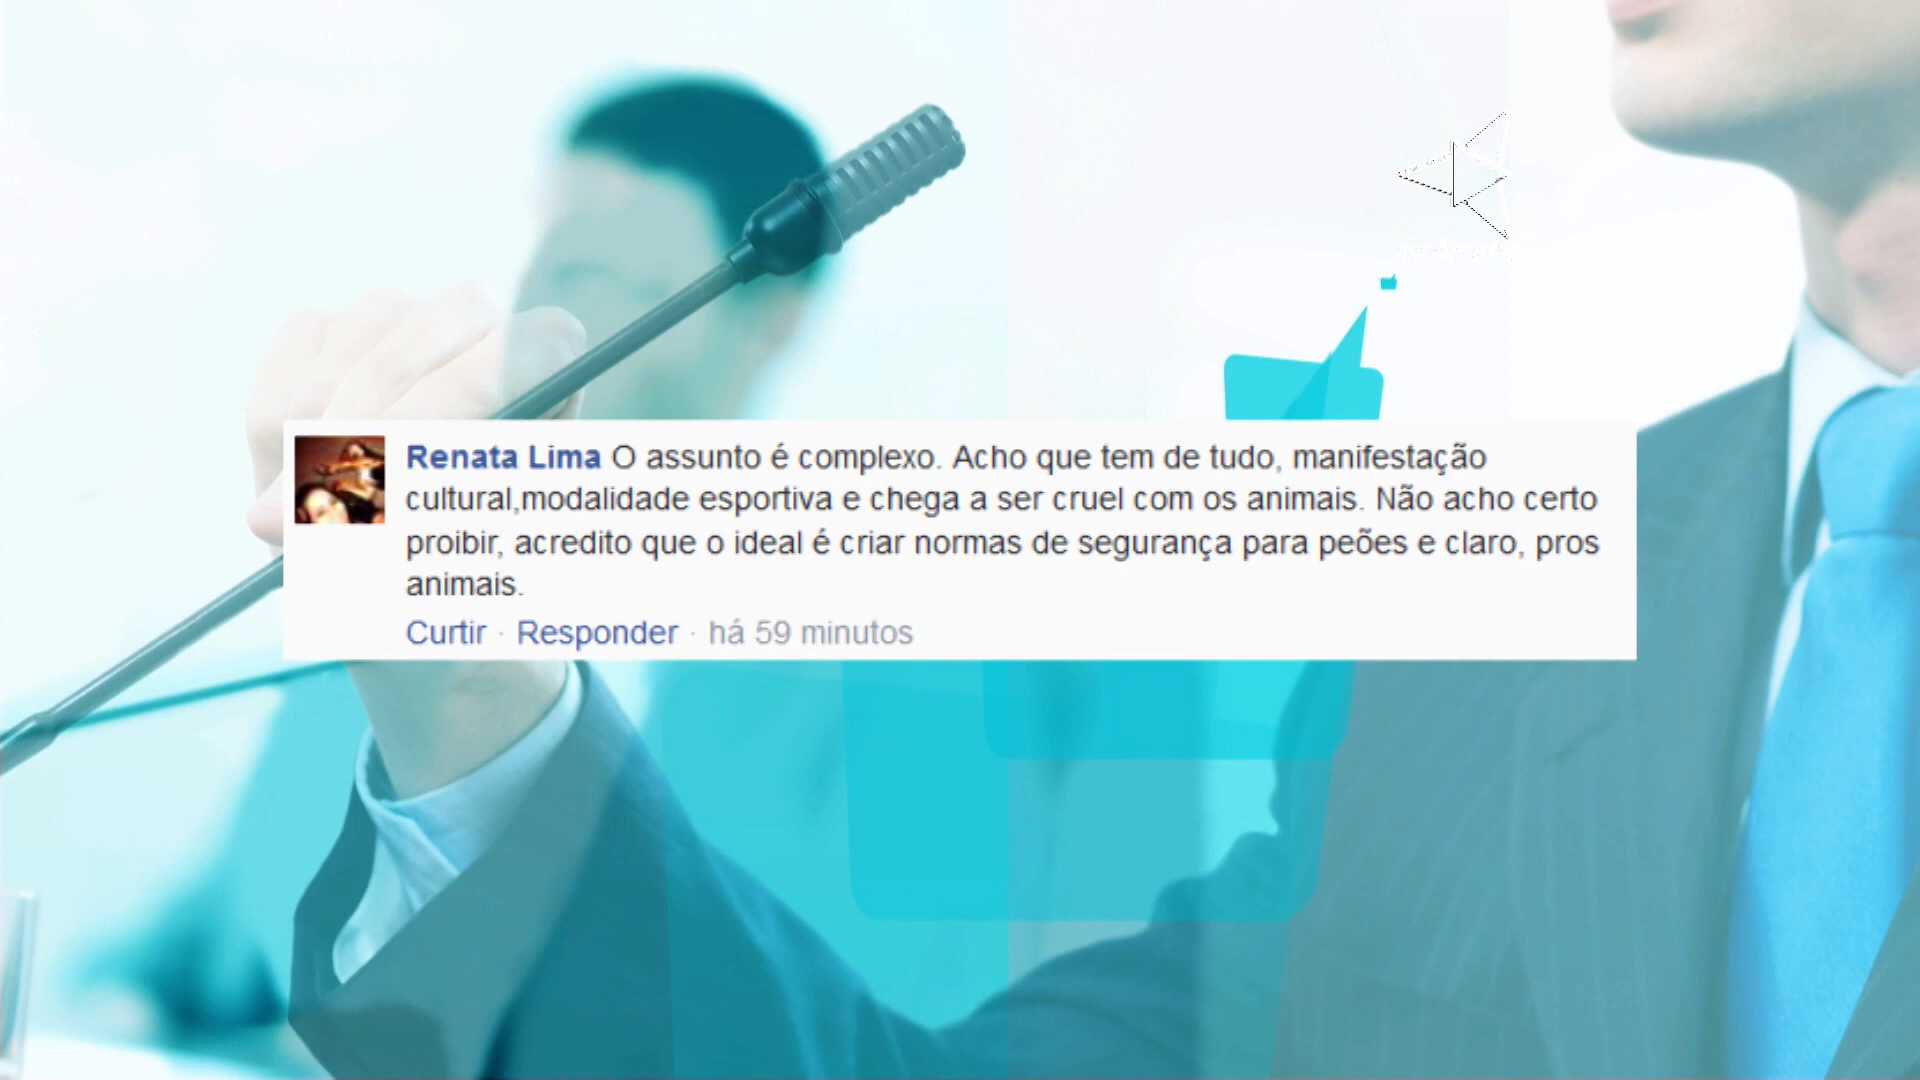 Renata Lima O assunto é complexo. Acho que tem de tudo, manifestação
cultural,modalidade esportiva e chega a ser cruel com os animais. Não acho certo
proibir, acredito que o ideal é criar normas de segurança para peões e claro, pros
animais.
Curtir · Responder · há 59 minutos